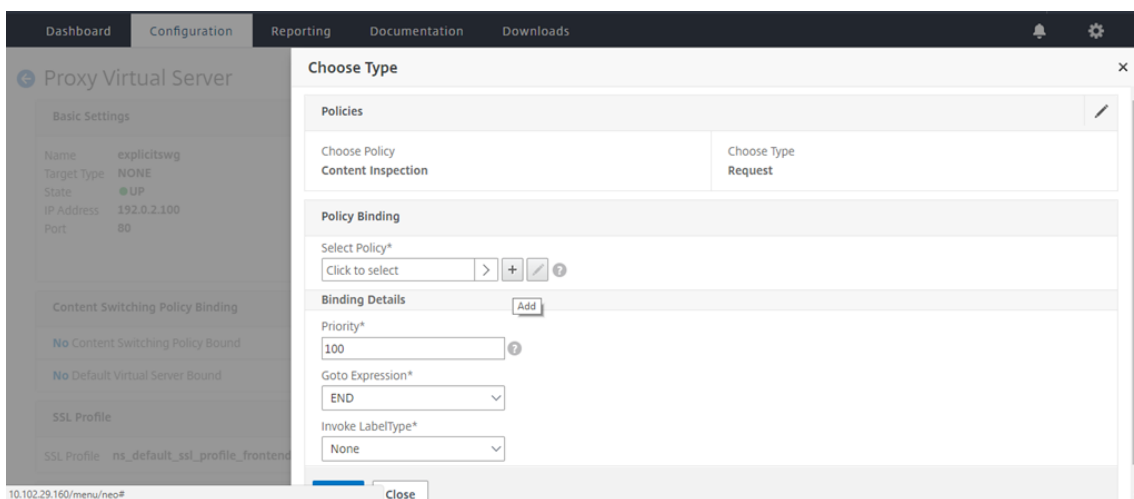 Dashboard Configuration Reporting Documentation Downloads
Proxy Virtual Server
Basic Settings
Name explicitswg
Target Type NONE
State UP
IP Address 192.0.2.100
Port 80
Content Switching Policy Binding
No Content Switching Policy Bound
No Default Virtual Server Bound
SSL Profile
SSL Profile ns_default_ssl_profile_frontend
Choose Type ×
Policies
Choose Policy Choose Type
Content Inspection Request
Policy Binding
Select Policy*
Click to select > + ?
Add
Binding Details
Priority*
100 ?
Goto Expression*
END
Invoke LabelType*
None
Close
10.102.29.160/menu/neo#